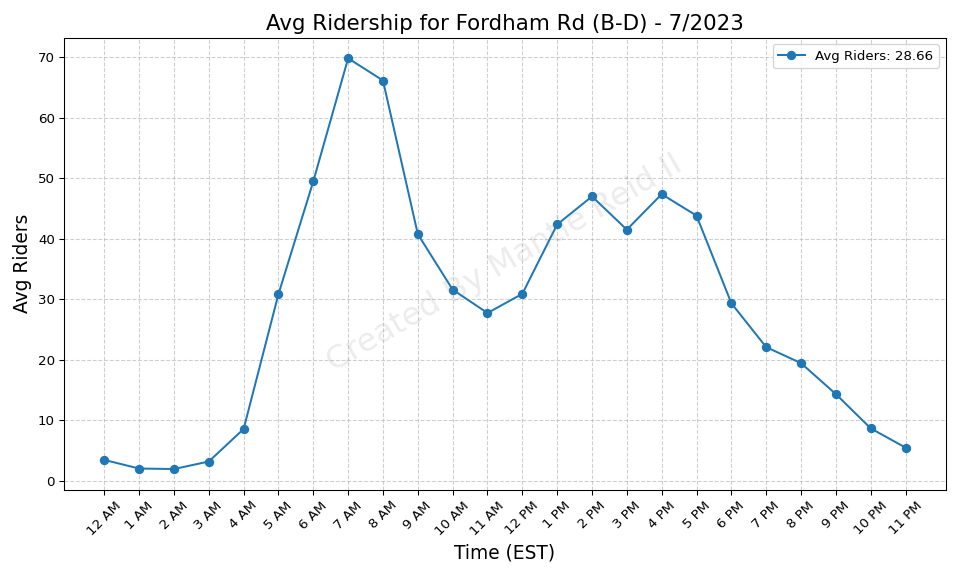 Avg Ridership for Fordham Rd (B-D) - 7/2023
Avg Riders: 28.66
Avg Riders
70
60
50
40
30
20
10
0
Created By Mantie Reid II
12 AM
1 AM
2 AM
3 AM
4 AM
5 AM
6 AM
7 AM
8 AM
9 AM
10 AM
11 AM
12 PM
1 PM
2 PM
3 PM
4 PM
5 PM
6 PM
7 PM
8 PM
9 PM
10 PM
11 PM
Time (EST)